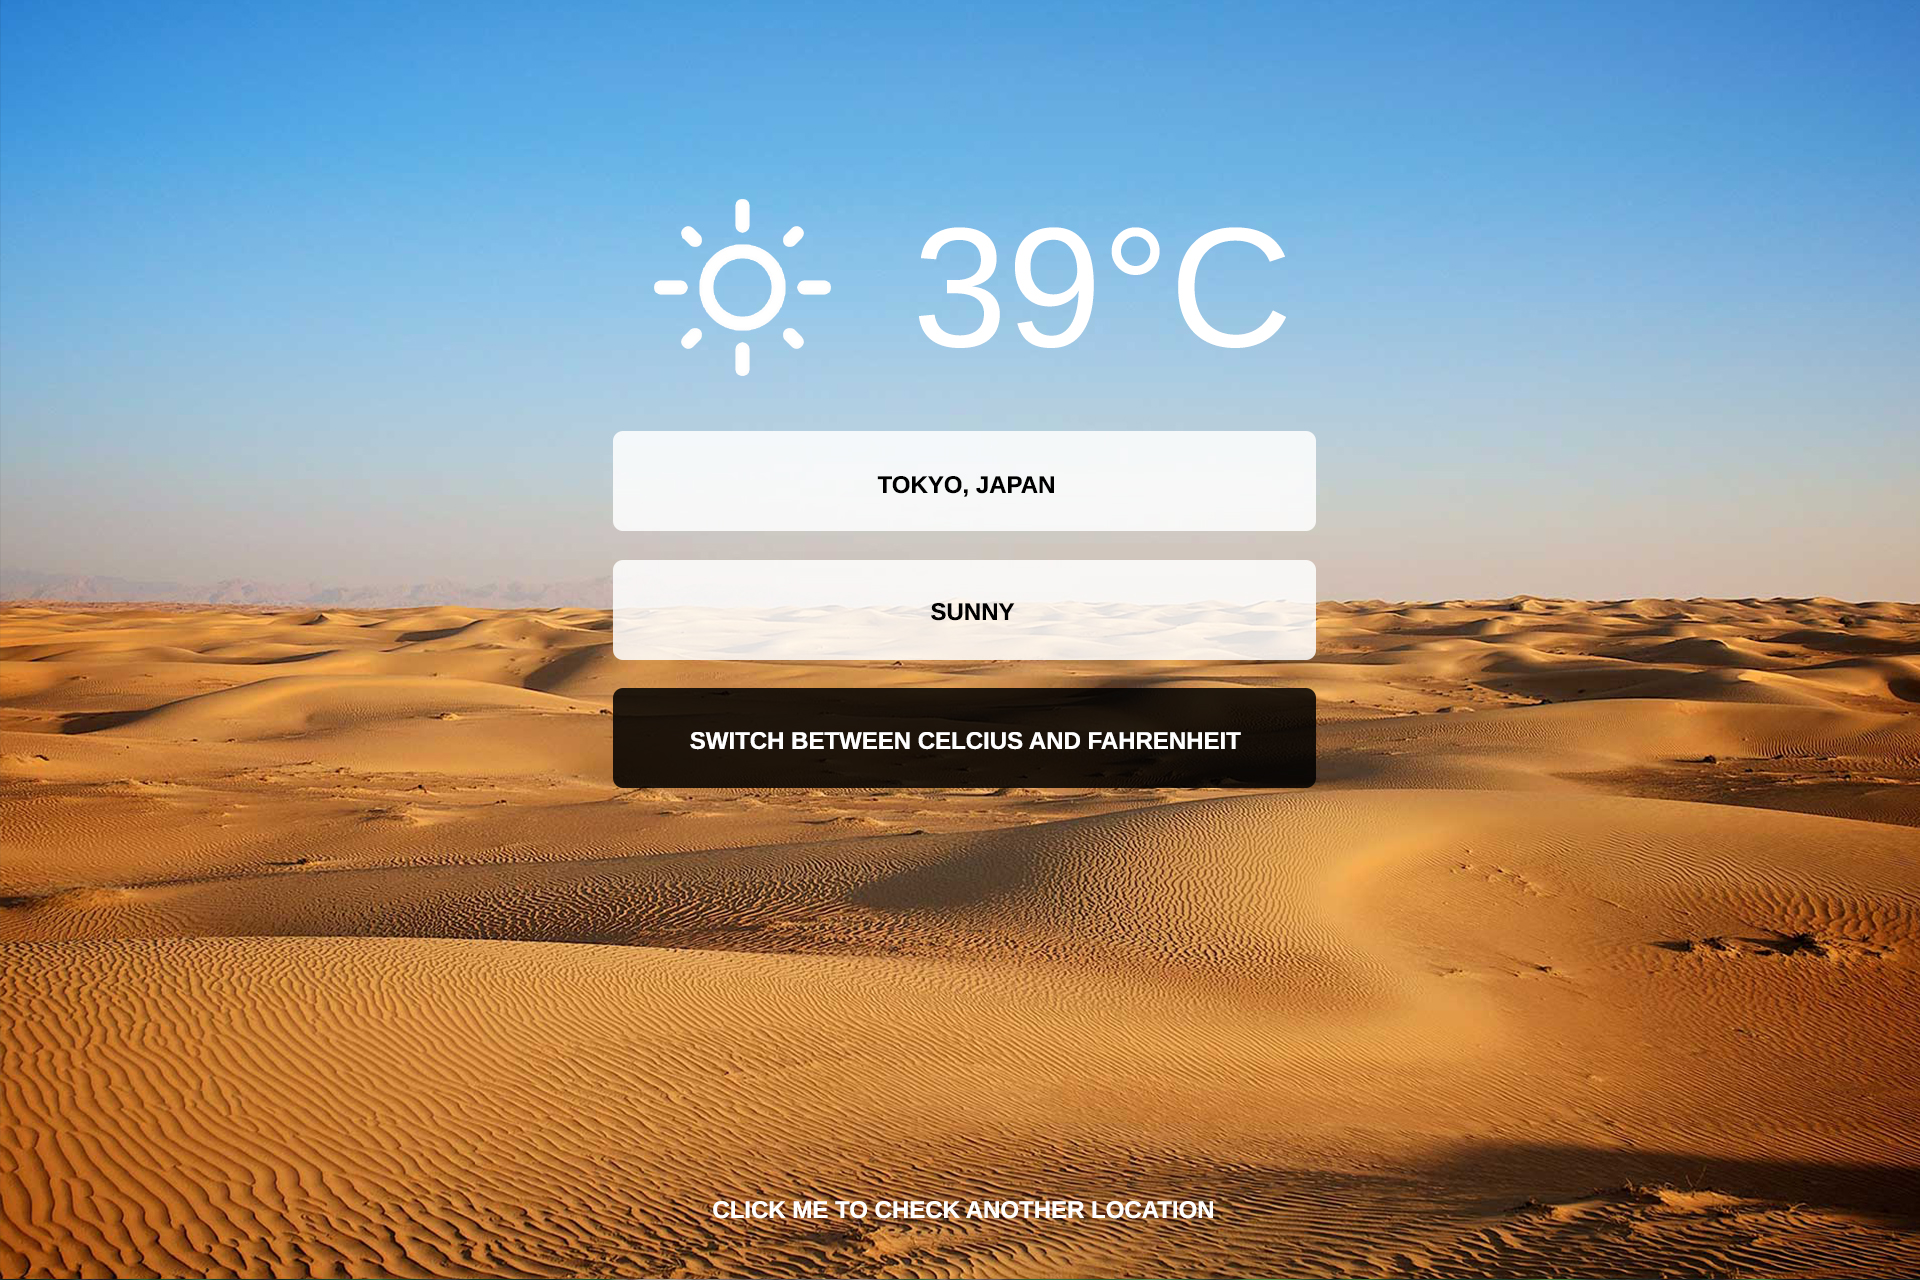 39°C
TOKYO, JAPAN
SUNNY
SWITCH BETWEEN CELCIUS AND FAHRENHEIT
CLICK ME TO CHECK ANOTHER LOCATION